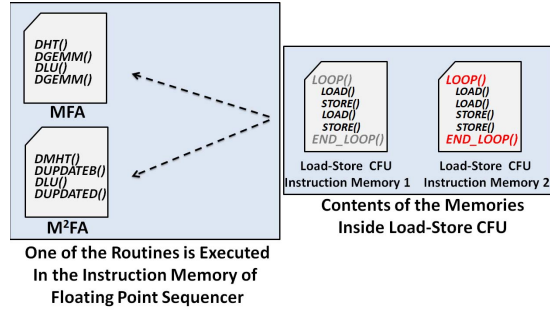 DHT()
DGEMM()
DLU()
DGEMM()
MFA
DMHT()
DUPDATEB()
DLU()
DUPDATED()
M²FA
One of the Routines is Executed
In the Instruction Memory of
Floating Point Sequencer
LOOP()
LOAD()
STORE()
LOAD()
STORE()
END_LOOP()
Load-Store CFU
Instruction Memory 1
LOOP()
LOAD()
LOAD()
STORE()
STORE()
END_LOOP()
Load-Store CFU
Instruction Memory 2
Contents of the Memories
Inside Load-Store CFU